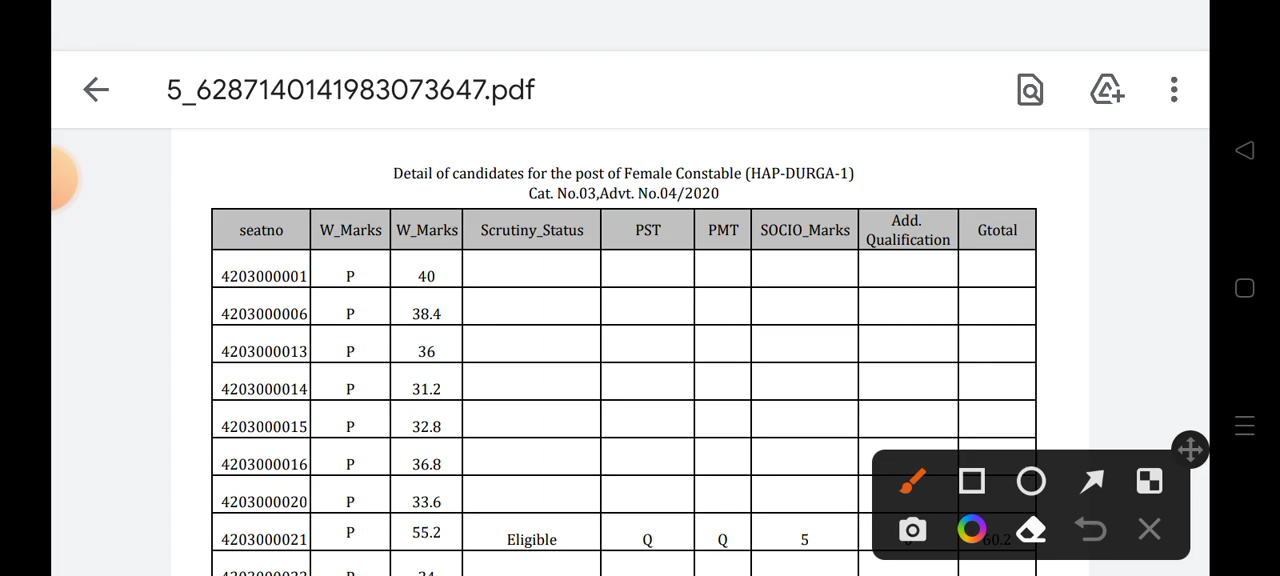 5_6287140141983073647.pdf
Detail of candidates for the post of Female Constable (HAP-DURGA-1)
Cat. No.03,Advt. No.04/2020
seatno W_Marks W_Marks Scrutiny_Status PST PMT SOCIO_Marks Add. Qualification Gtotal
4203000001 P 40
4203000006 P 38.4
4203000013 P 36
4203000014 P 31.2
4203000015 P 32.8
4203000016 P 36.8
4203000020 P 33.6
4203000021 P 55.2 Eligible Q Q 5 60.2